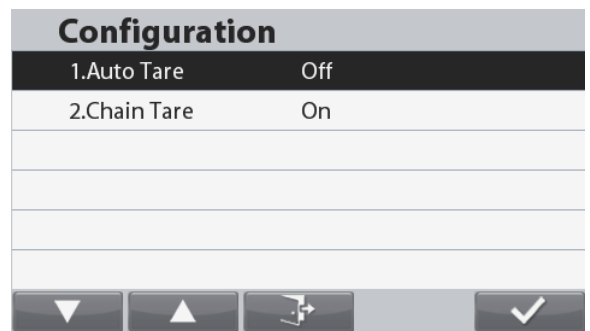 Configuration
1.Auto Tare Off
2.Chain Tare On